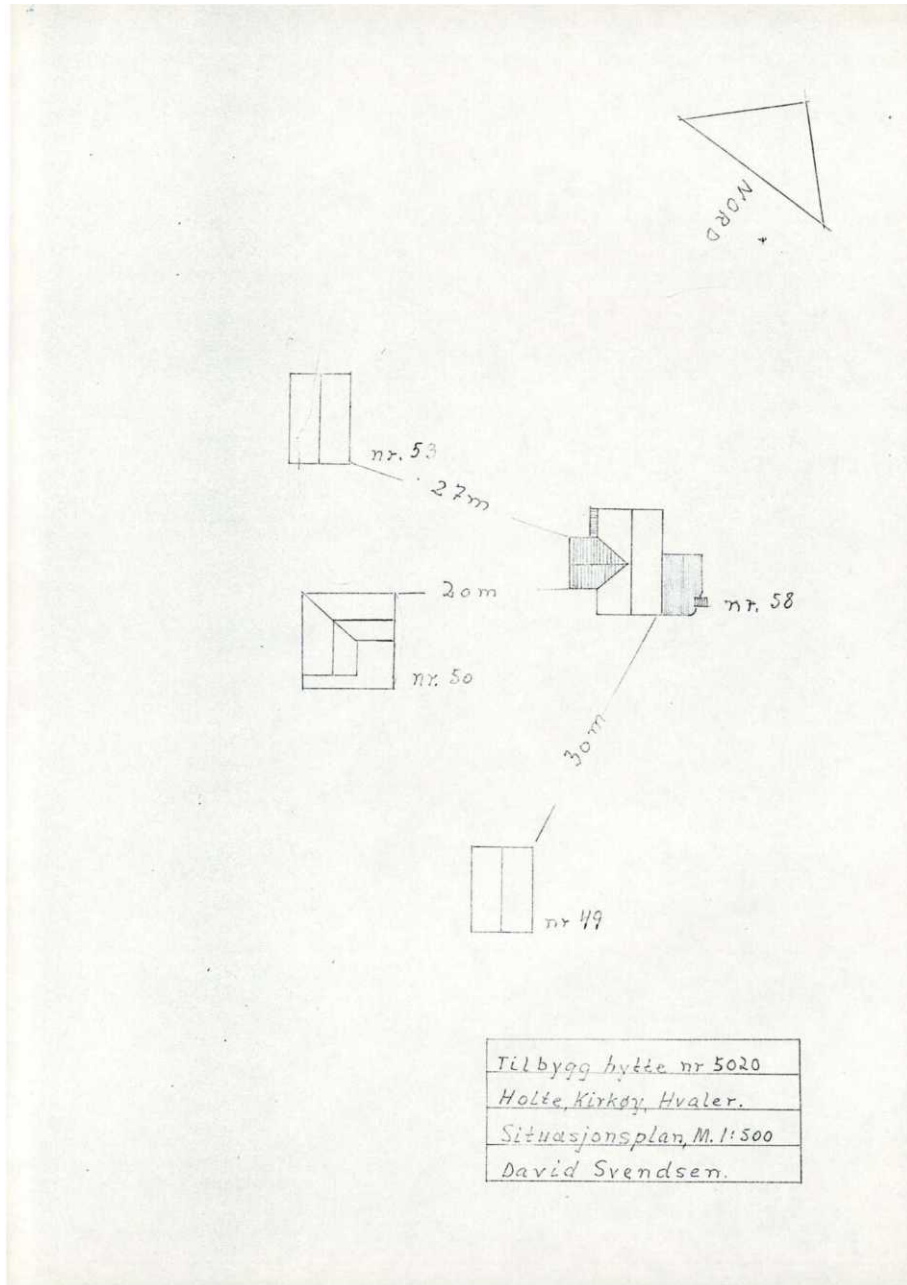 NORD
nr. 53
27m
20m
nr. 58
nr. 50
30m
nr 49
Tilbygg hytte nr 5020
Holte, Kirkøy, Hvaler.
Situasjonsplan, M. 1:500
David Svendsen.